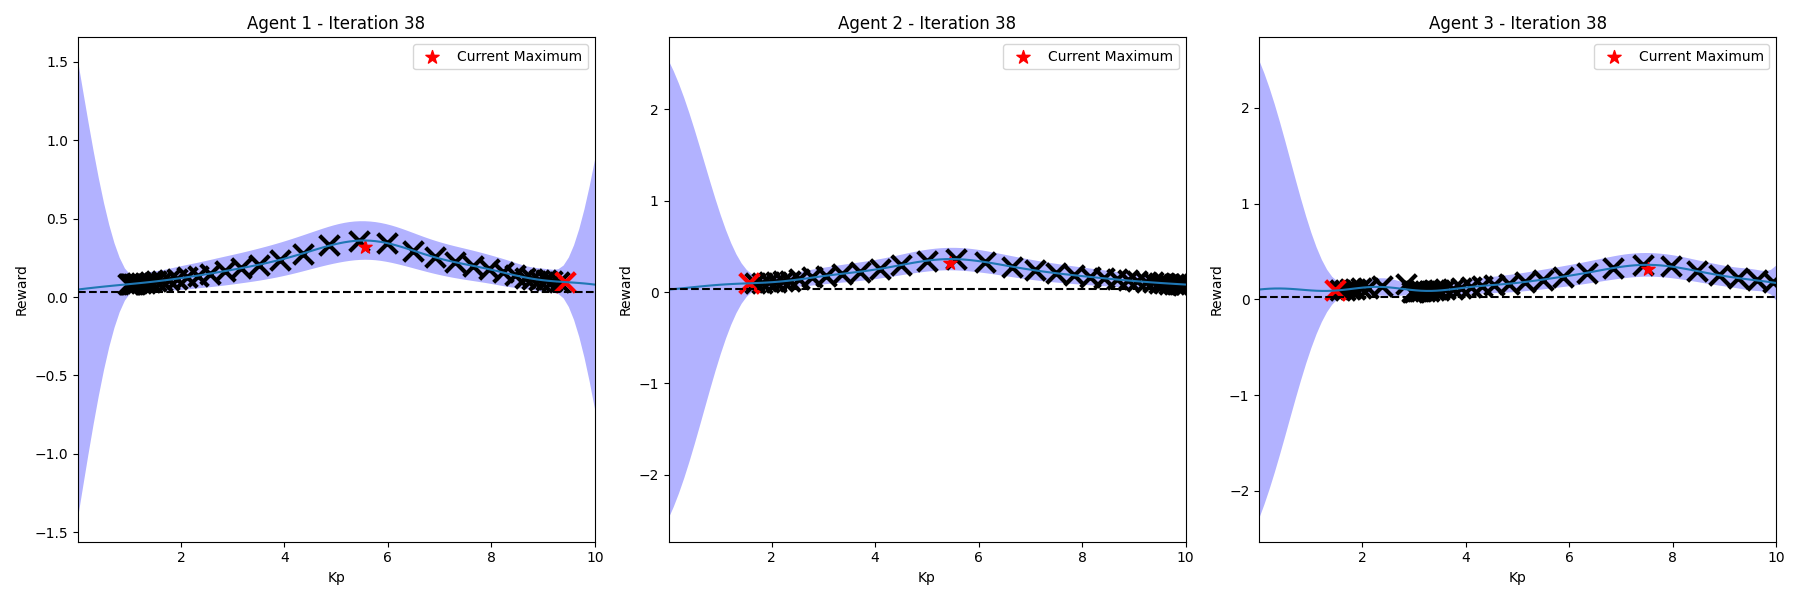 Agent 1 - Iteration 38
Current Maximum
1.5
1.0
0.5
0.0
−0.5
−1.0
−1.5
Reward
2 4 6 8 10
Kp
Agent 2 - Iteration 38
Current Maximum
2
1
0
−1
−2
Reward
2 4 6 8 10
Kp
Agent 3 - Iteration 38
Current Maximum
2
1
0
−1
−2
Reward
2 4 6 8 10
Kp